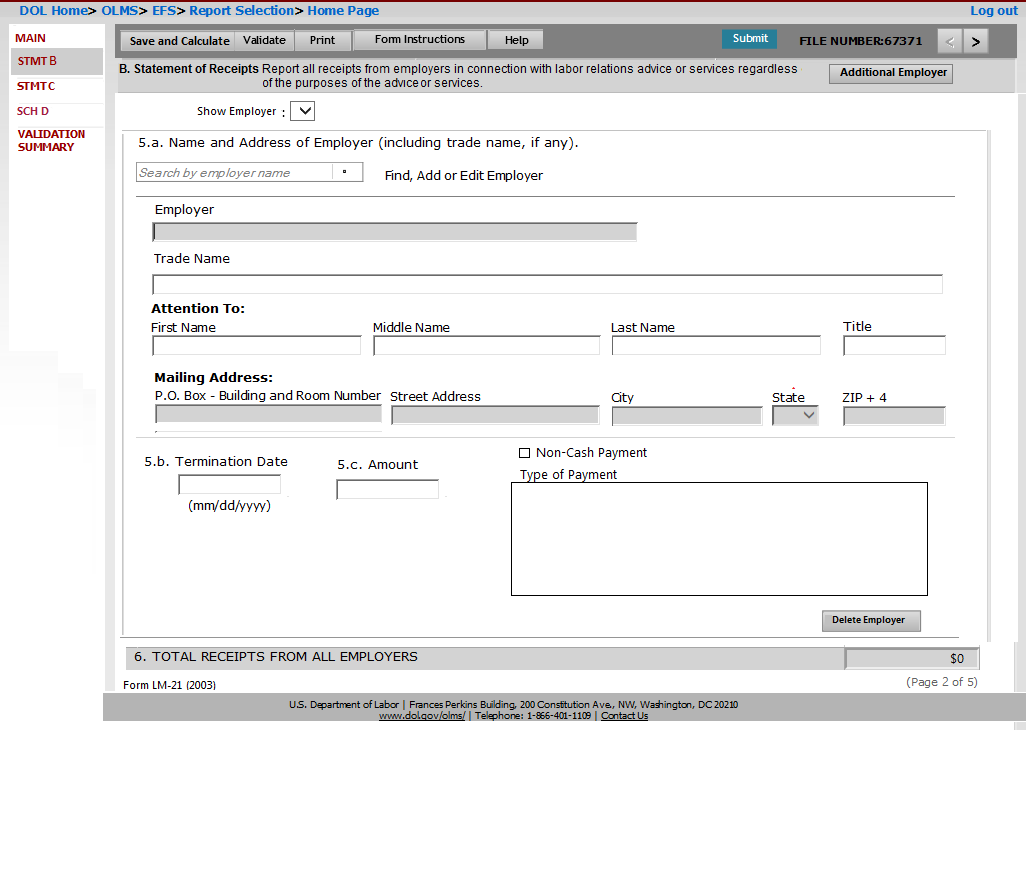 DOL Home> OLMS> EFS> Report Selection> Home Page Log out
MAIN
STMT B
STMT C
SCH D
VALIDATION
SUMMARY
Save and Calculate Validate Print Form Instructions Help Submit FILE NUMBER:67371 < >
B. Statement of Receipts Report all receipts from employers in connection with labor relations advice or services regardless
of the purposes of the advice or services.
Additional Employer
Show Employer :
5.a. Name and Address of Employer (including trade name, if any).
Search by employer name
Find, Add or Edit Employer
Employer
Trade Name
Attention To:
First Name Middle Name Last Name Title
Mailing Address:
P.O. Box - Building and Room Number Street Address City State ZIP + 4
5.b. Termination Date 5.c. Amount
(mm/dd/yyyy)
Non-Cash Payment
Type of Payment
Delete Employer
6. TOTAL RECEIPTS FROM ALL EMPLOYERS $0
Form LM-21 (2003) (Page 2 of 5)
U.S. Department of Labor | Frances Perkins Building, 200 Constitution Ave., NW, Washington, DC 20210
www.dol.gov/olms/ | Telephone: 1-866-401-1109 | Contact Us